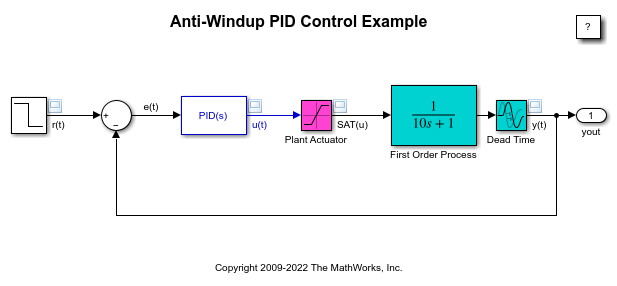 Anti-Windup PID Control Example
?
r(t)
+
−
e(t)
PID(s)
u(t)
Plant Actuator
SAT(u)
1
10s + 1
First Order Process
Dead Time
y(t)
1
yout
Copyright 2009-2022 The MathWorks, Inc.